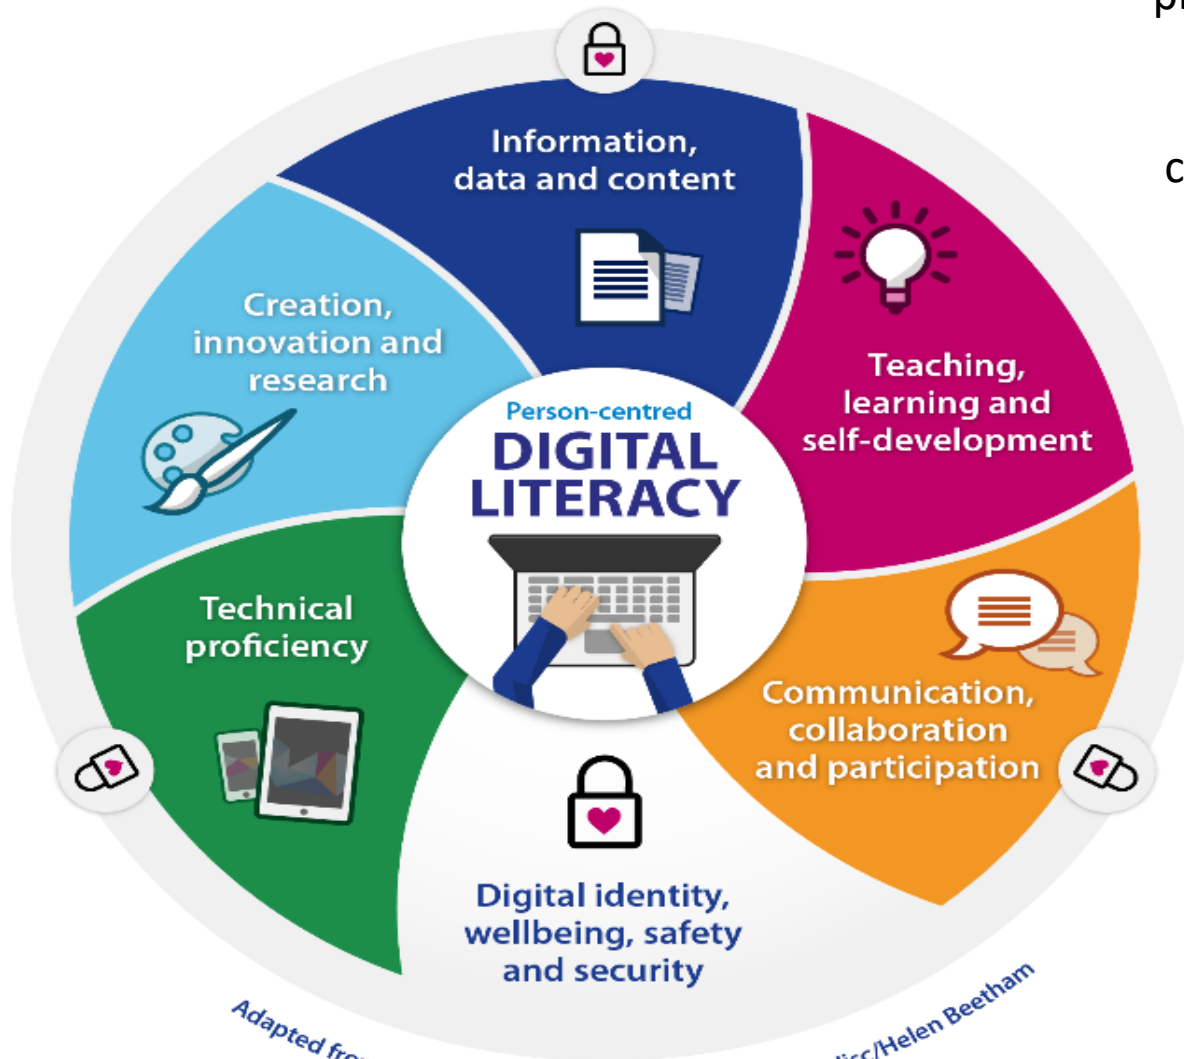 Information,
data and content
Teaching,
learning and
self-development
Creation,
innovation and
research
Person-centred
DIGITAL
LITERACY
Technical
proficiency
Communication,
collaboration
and participation
Digital identity,
wellbeing, safety
and security
Adapted
/Helen Beetham